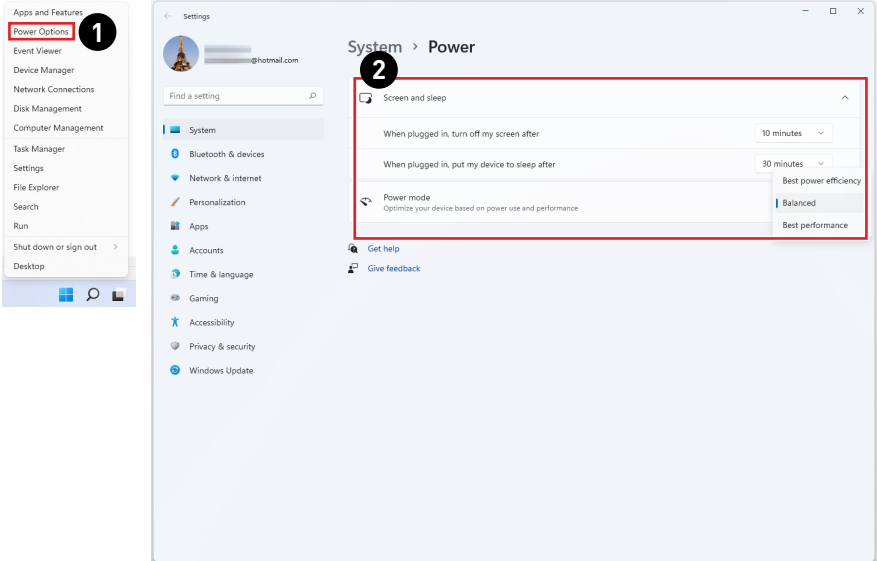 Apps and Features
Power Options
1
Event Viewer
Device Manager
Network Connections
Disk Management
Computer Management
Task Manager
Settings
File Explorer
Search
Run
Shut down or sign out
Desktop
Settings
@hotmail.com
Find a setting
System
Bluetooth & devices
Network & internet
Personalization
Apps
Accounts
Time & language
Gaming
Accessibility
Privacy & security
Windows Update
System > Power
2
Screen and sleep
When plugged in, turn off my screen after 10 minutes
When plugged in, put my device to sleep after 30 minutes
Power mode
Optimize your device based on power use and performance
Best power efficiency
Balanced
Best performance
Get help
Give feedback